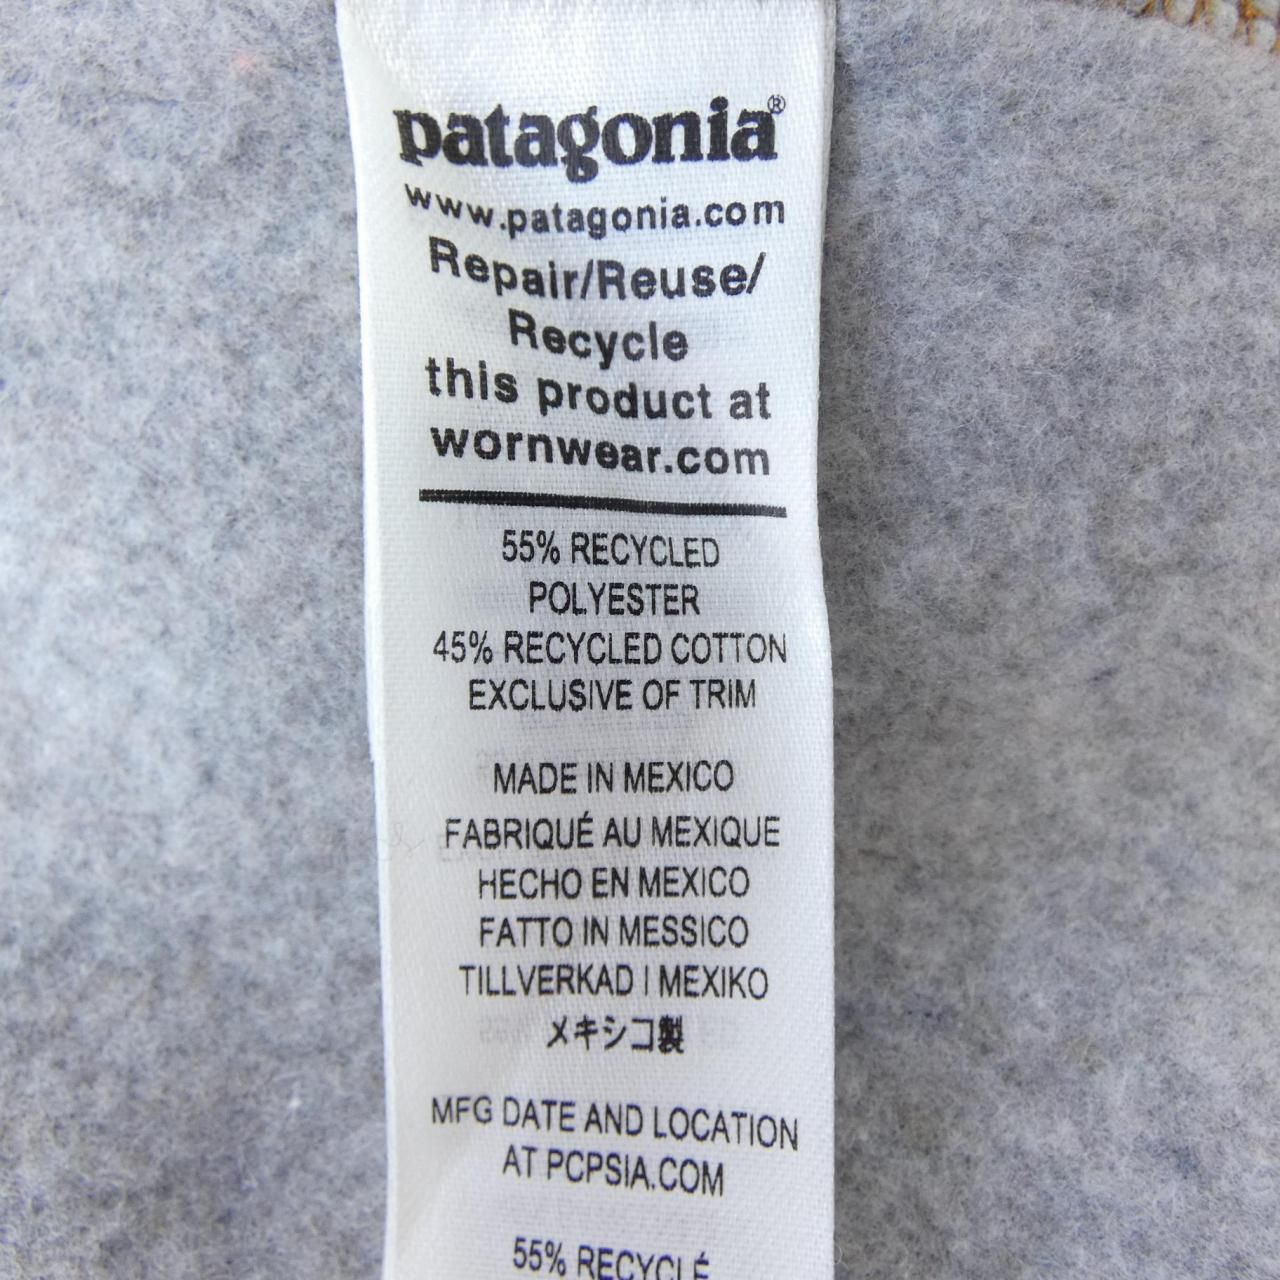 patagonia®
www.patagonia.com
Repair/Reuse/
Recycle
this product at
wornwear.com
55% RECYCLED
POLYESTER
45% RECYCLED COTTON
EXCLUSIVE OF TRIM
MADE IN MEXICO
FABRIQUÉ AU MEXIQUE
HECHO EN MEXICO
FATTO IN MESSICO
TILLVERKAD I MEXIKO
メキシコ製
MFG DATE AND LOCATION
AT PCPSIA.COM
55% RECYCLÉ